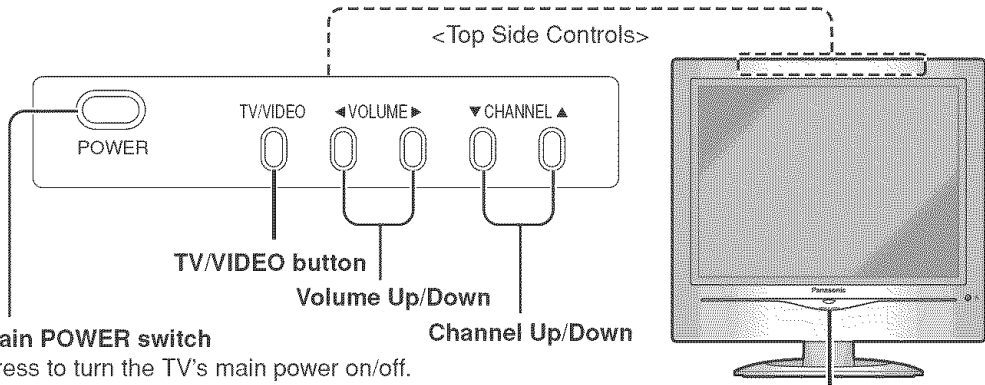 <Top Side Controls>
TV/VIDEO ◄VOLUME► ▼CHANNEL▲
POWER
Panasonic
TV/VIDEO button
Volume Up/Down
Channel Up/Down
ain POWER switch
ress to turn the TV's main power on/off.